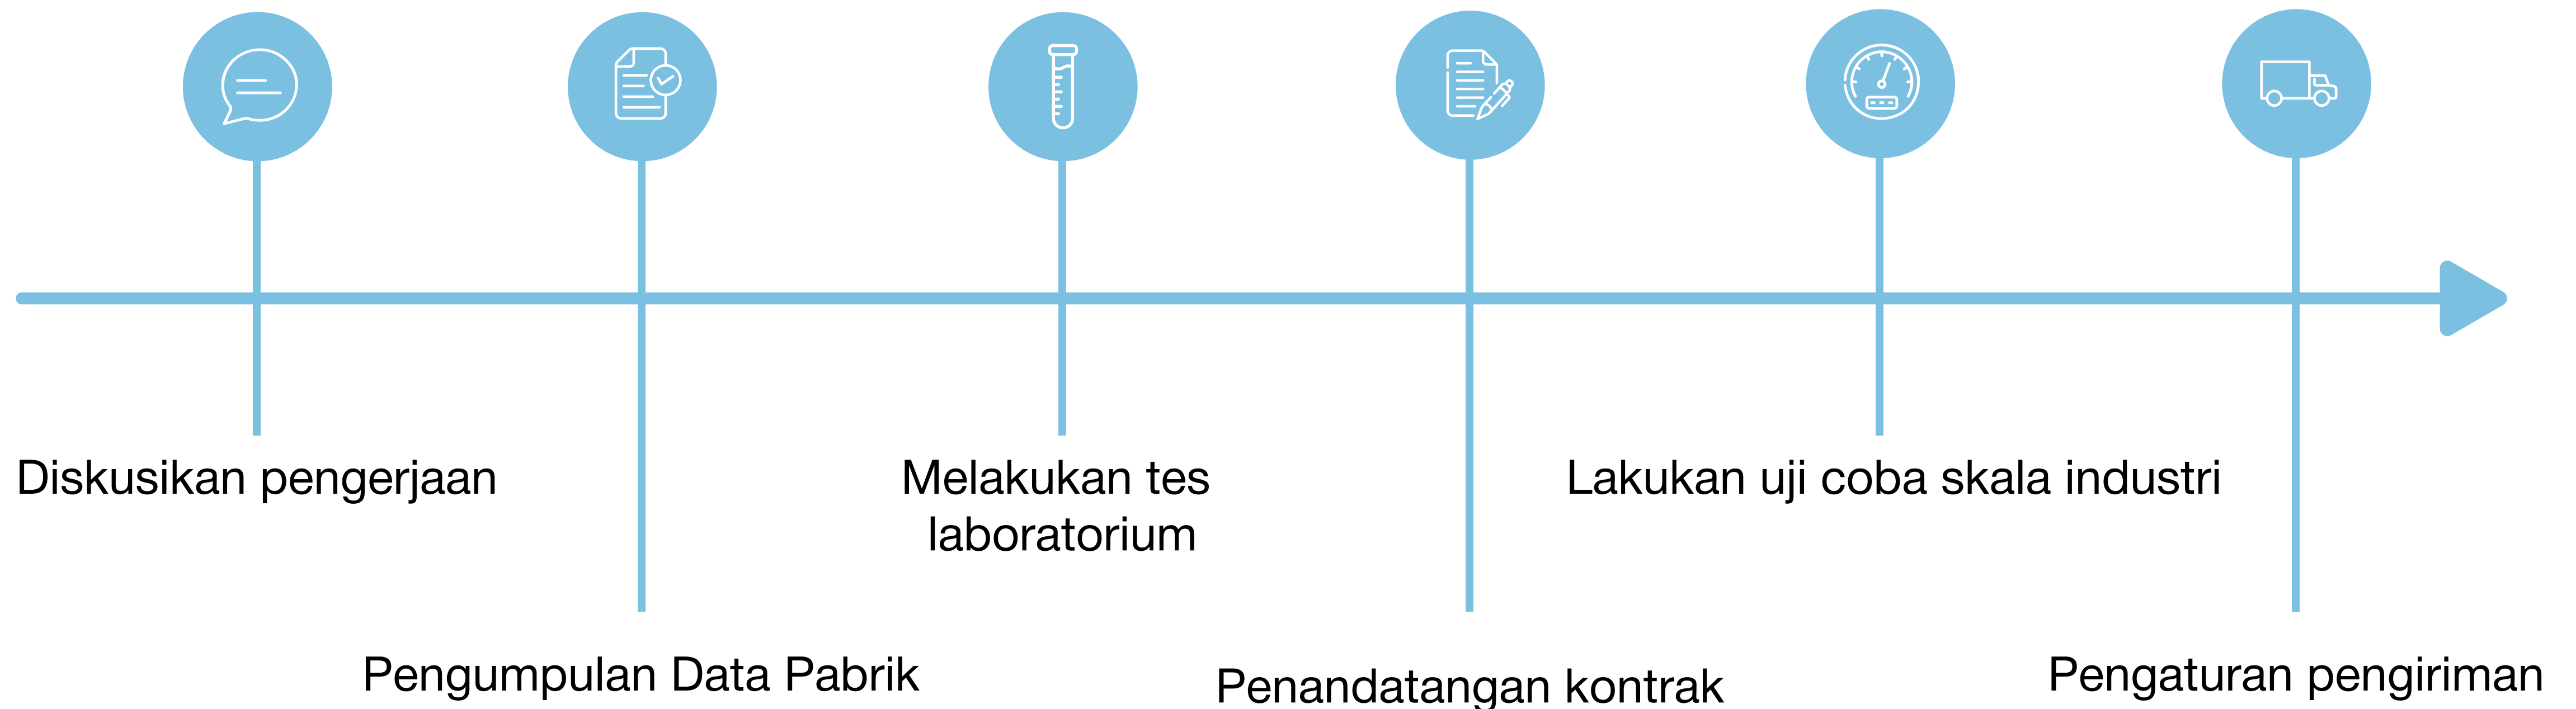 Diskusikan pengerjaan
Pengumpulan Data Pabrik
Melakukan tes
laboratorium
Penandatangan kontrak
Lakukan uji coba skala industri
Pengaturan pengiriman